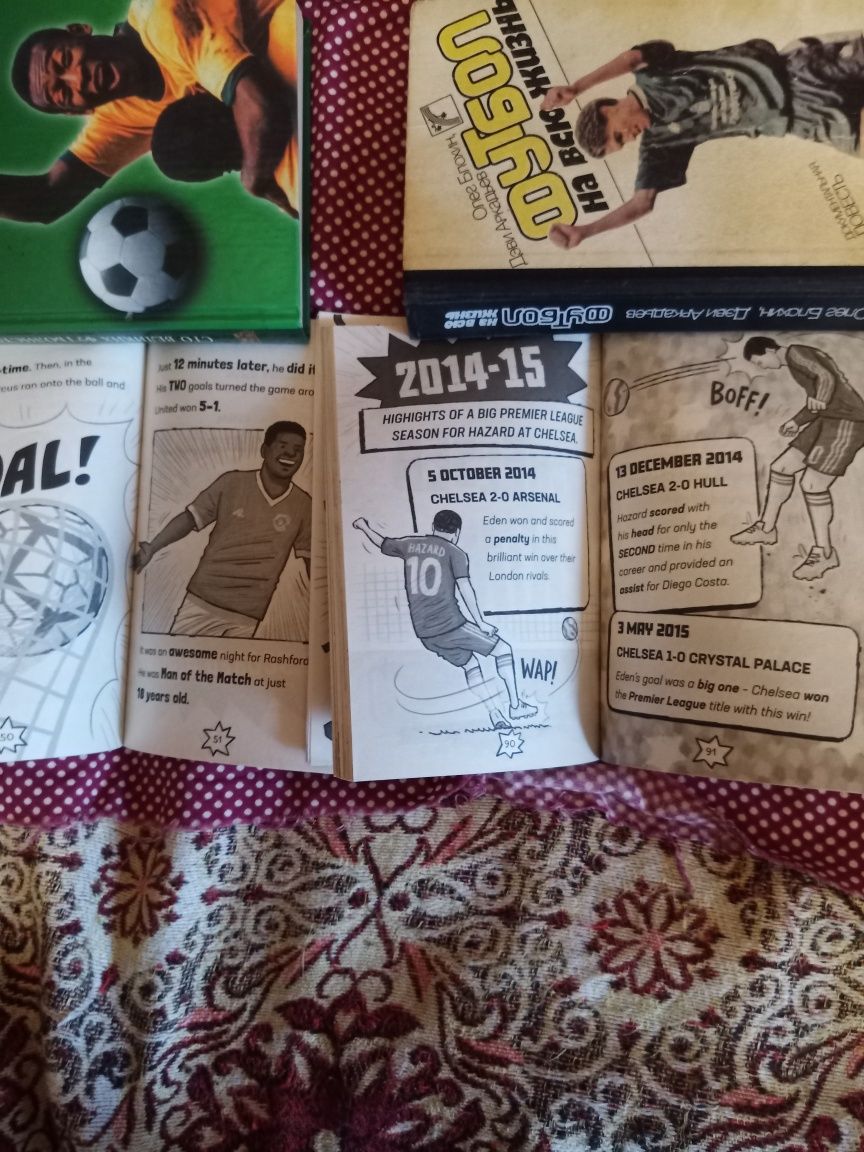 ФУТБОЛ
НА ВСЮ ЖИЗНЬ
Олег Блохин,
Дэви Аркадьев
ПОВЕСТЬ
Олег Блохин, Дэви Аркадьев ФУТБОЛ НА ВСЮ ЖИЗНЬ
-time. Then, in the
cus ran onto the ball and
AL!
50
Just 12 minutes later, he did it
His TWO goals turned the game aro
United won 5–1.
It was an awesome night for Rashford
He was Man of the Match at just
18 years old.
51
2014-15
HIGHIGHTS OF A BIG PREMIER LEAGUE
SEASON FOR HAZARD AT CHELSEA.
5 OCTOBER 2014
CHELSEA 2-0 ARSENAL
Eden won and scored
a penalty in this
brilliant win over their
London rivals.
HAZARD
10
WAP!
90
BOFF!
13 DECEMBER 2014
CHELSEA 2-0 HULL
Hazard scored with
his head for only the
SECOND time in his
career and provided an
assist for Diego Costa.
3 MAY 2015
CHELSEA 1-0 CRYSTAL PALACE
Eden's goal was a big one – Chelsea won
the Premier League title with this win!
91